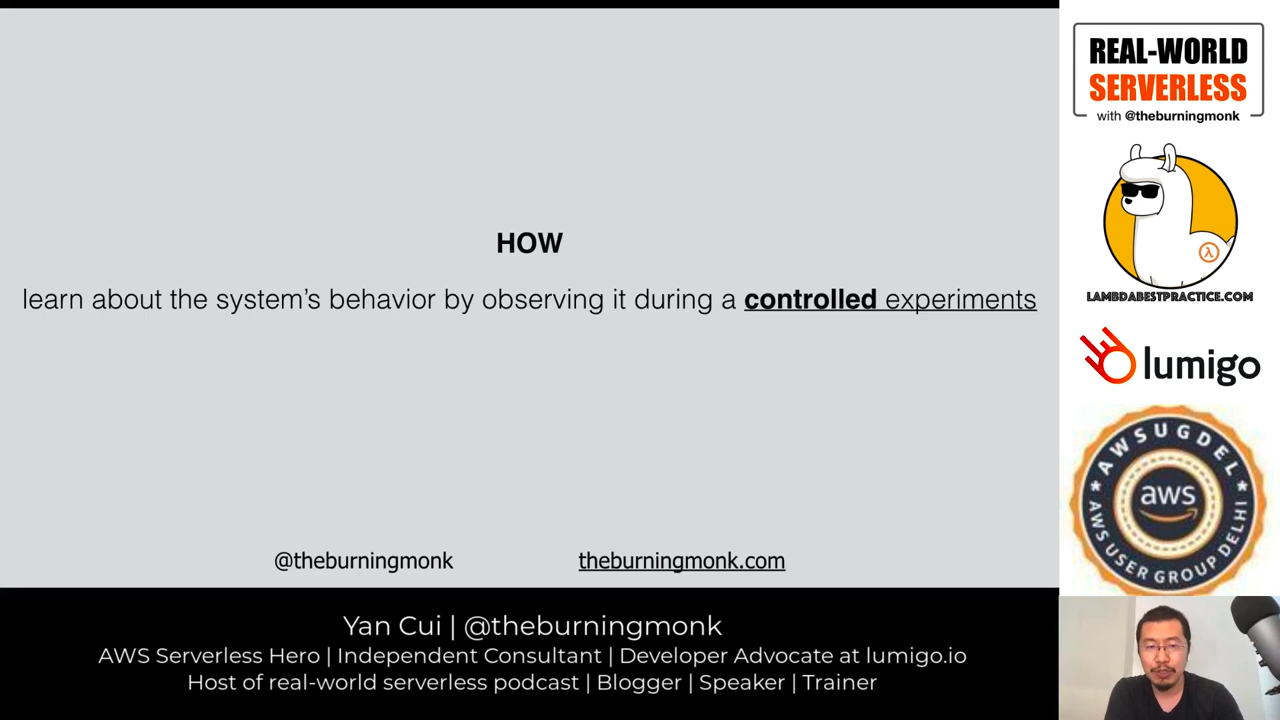 HOW
learn about the system's behavior by observing it during a controlled experiments
@theburningmonk
theburningmonk.com
Yan Cui | @theburningmonk
AWS Serverless Hero | Independent Consultant | Developer Advocate at lumigo.io
Host of real-world serverless podcast | Blogger | Speaker | Trainer
REAL-WORLD
SERVERLESS
with @theburningmonk
λ
LAMBDABESTPRACTICE.COM
lumigo
* AWSUGDEL *
aws
AWS USER GROUP DELHI